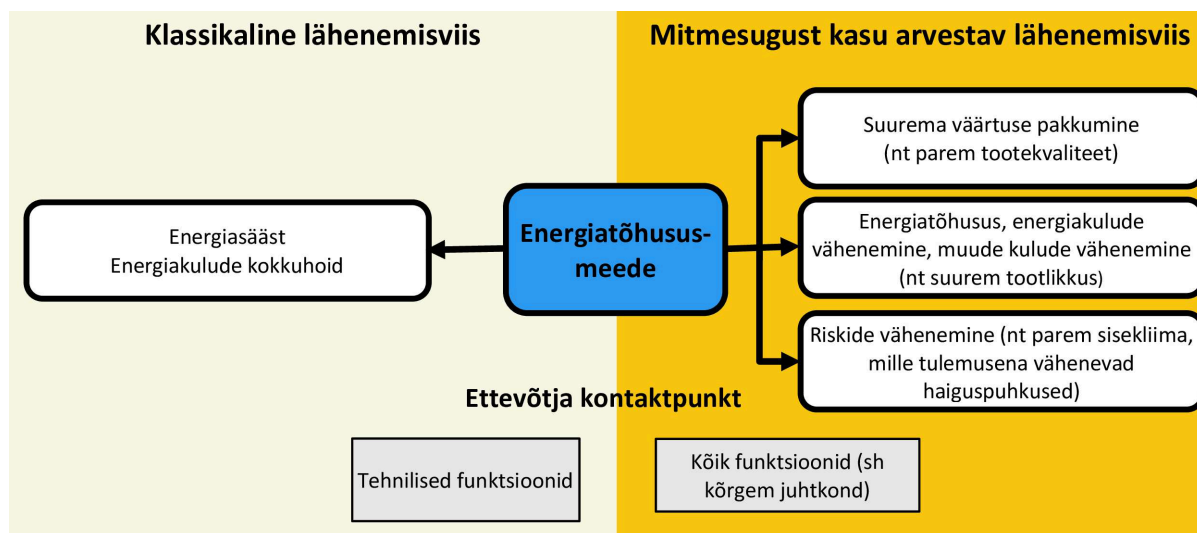 Klassikaline lähenemisviis
Mitmesugust kasu arvestav lähenemisviis
Energiasääst
Energiakulude kokkuhoid
Energiatõhusus-
meede
Suurema väärtuse pakkumine
(nt parem tootekvaliteet)
Energiatõhusus, energiakulude
vähenemine, muude kulude vähenemine
(nt suurem tootlikkus)
Riskide vähenemine (nt parem sisekliima,
mille tulemusena vähenevad
haiguspuhkused)
Ettevõtja kontaktpunkt
Tehnilised funktsioonid
Kõik funktsioonid (sh
kõrgem juhtkond)